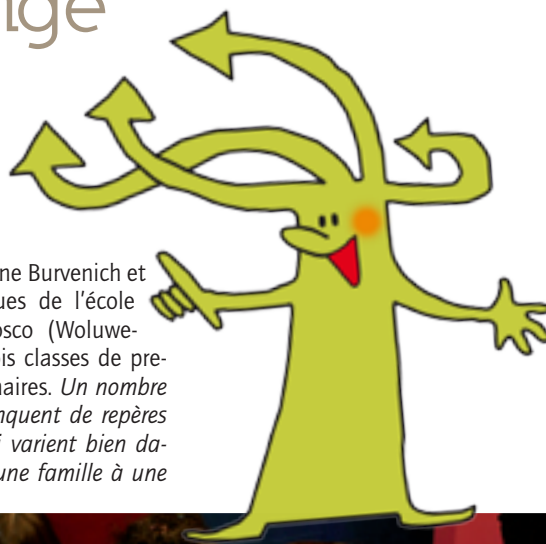 ne Burvenich et
ues de l'école
osco (Woluwe-
is classes de pre-
naires. Un nombre
nquent de repères
varient bien da-
une famille à une